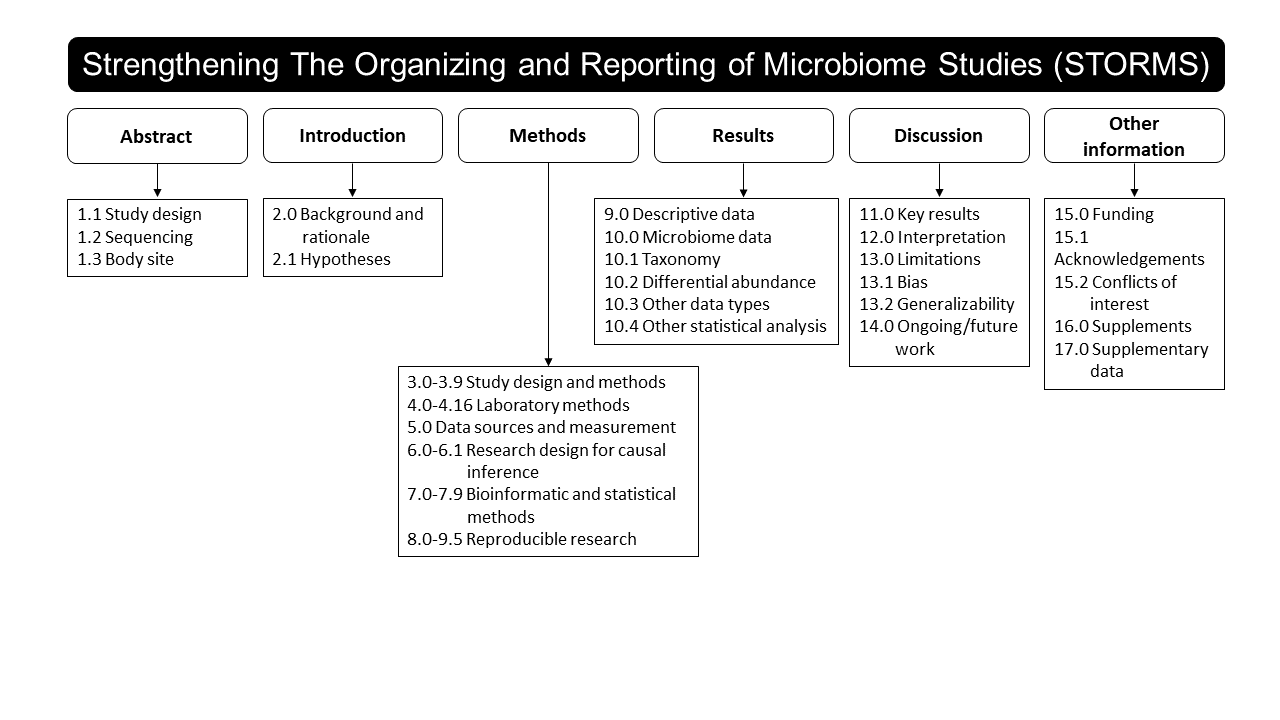 Strengthening The Organizing and Reporting of Microbiome Studies (STORMS)
Abstract
1.1 Study design
1.2 Sequencing
1.3 Body site
Introduction
2.0 Background and
rationale
2.1 Hypotheses
Methods
3.0-3.9 Study design and methods
4.0-4.16 Laboratory methods
5.0 Data sources and measurement
6.0-6.1 Research design for causal
inference
7.0-7.9 Bioinformatic and statistical
methods
8.0-9.5 Reproducible research
Results
9.0 Descriptive data
10.0 Microbiome data
10.1 Taxonomy
10.2 Differential abundance
10.3 Other data types
10.4 Other statistical analysis
Discussion
11.0 Key results
12.0 Interpretation
13.0 Limitations
13.1 Bias
13.2 Generalizability
14.0 Ongoing/future
work
Other
information
15.0 Funding
15.1
Acknowledgements
15.2 Conflicts of
interest
16.0 Supplements
17.0 Supplementary
data